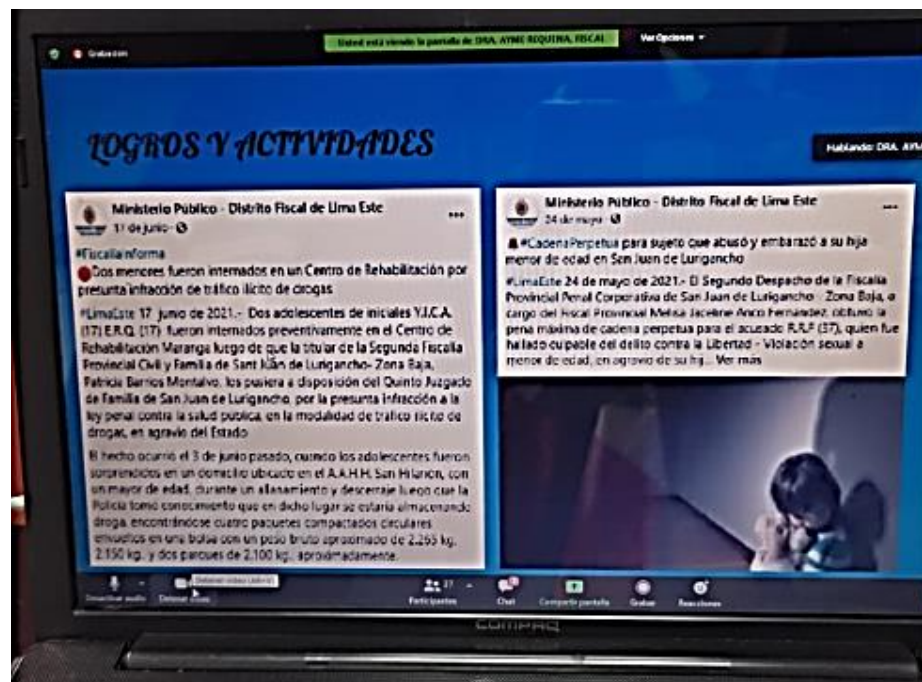 Grabación
Usted está viendo la pantalla de DRA. AYME REQUENA, FISCAL
Ver Opciones
LOGROS Y ACTIVIDADES
Hablando: DRA. AYM
Ministerio Público - Distrito Fiscal de Lima Este
17 de junio
#FiscalíaInforma
Dos menores fueron internados en un Centro de Rehabilitación por
presunta infracción de tráfico ilícito de drogas
#LimaEste 17 junio de 2021.- Dos adolescentes de iniciales Y.J.C.A.
(17) E.R.Q. (17) fueron internados preventivamente en el Centro de
Rehabilitación Maranga luego de que la titular de la Segunda Fiscalía
Provincial Civil y Familia de Sant Juan de Lurigancho- Zona Baja,
Patricia Barrios Montalvo, los pusiera a disposición del Quinto Juzgado
de Familia de San Juan de Lurigancho, por la presunta infracción a la
ley penal contra la salud pública, en la modalidad de tráfico ilícito de
drogas, en agravio del Estado
El hecho ocurrió el 3 de junio pasado, cuando los adolescentes fueron
sorprendidos en un domicilio ubicado en el A.A.H.H. San Hilarión, con
un mayor de edad, durante un allanamiento y descerraje luego que la
Policía tomó conocimiento que en dicho lugar se estaría almacenando
droga, encontrándose cuatro paquetes compactados circulares
envueltos en una bolsa con un peso bruto aproximado de 2.265 kg,
2.150 kg, y dos parques de 2.100 kg, aproximadamente.
Ministerio Público - Distrito Fiscal de Lima Este
24 de mayo
#CadenaPerpetua para sujeto que abusó y embarazó a su hija
menor de edad en San Juan de Lurigancho
#LimaEste 24 de mayo de 2021.- El Segundo Despacho de la Fiscalía
Provincial Penal Corporativa de San Juan de Lurigancho - Zona Baja, a
cargo del Fiscal Provincial Melisa Jaceline Anco Fernández, obtuvo la
pena máxima de cadena perpetua para el acusado R.R.F (37), quien fue
hallado culpable del delito contra la Libertad - Violación sexual a
menor de edad, en agravio de su hij... Ver más
Detener video
Participantes
Chat
Compartir pantalla
Grabar
Reacciones
COMPAQ